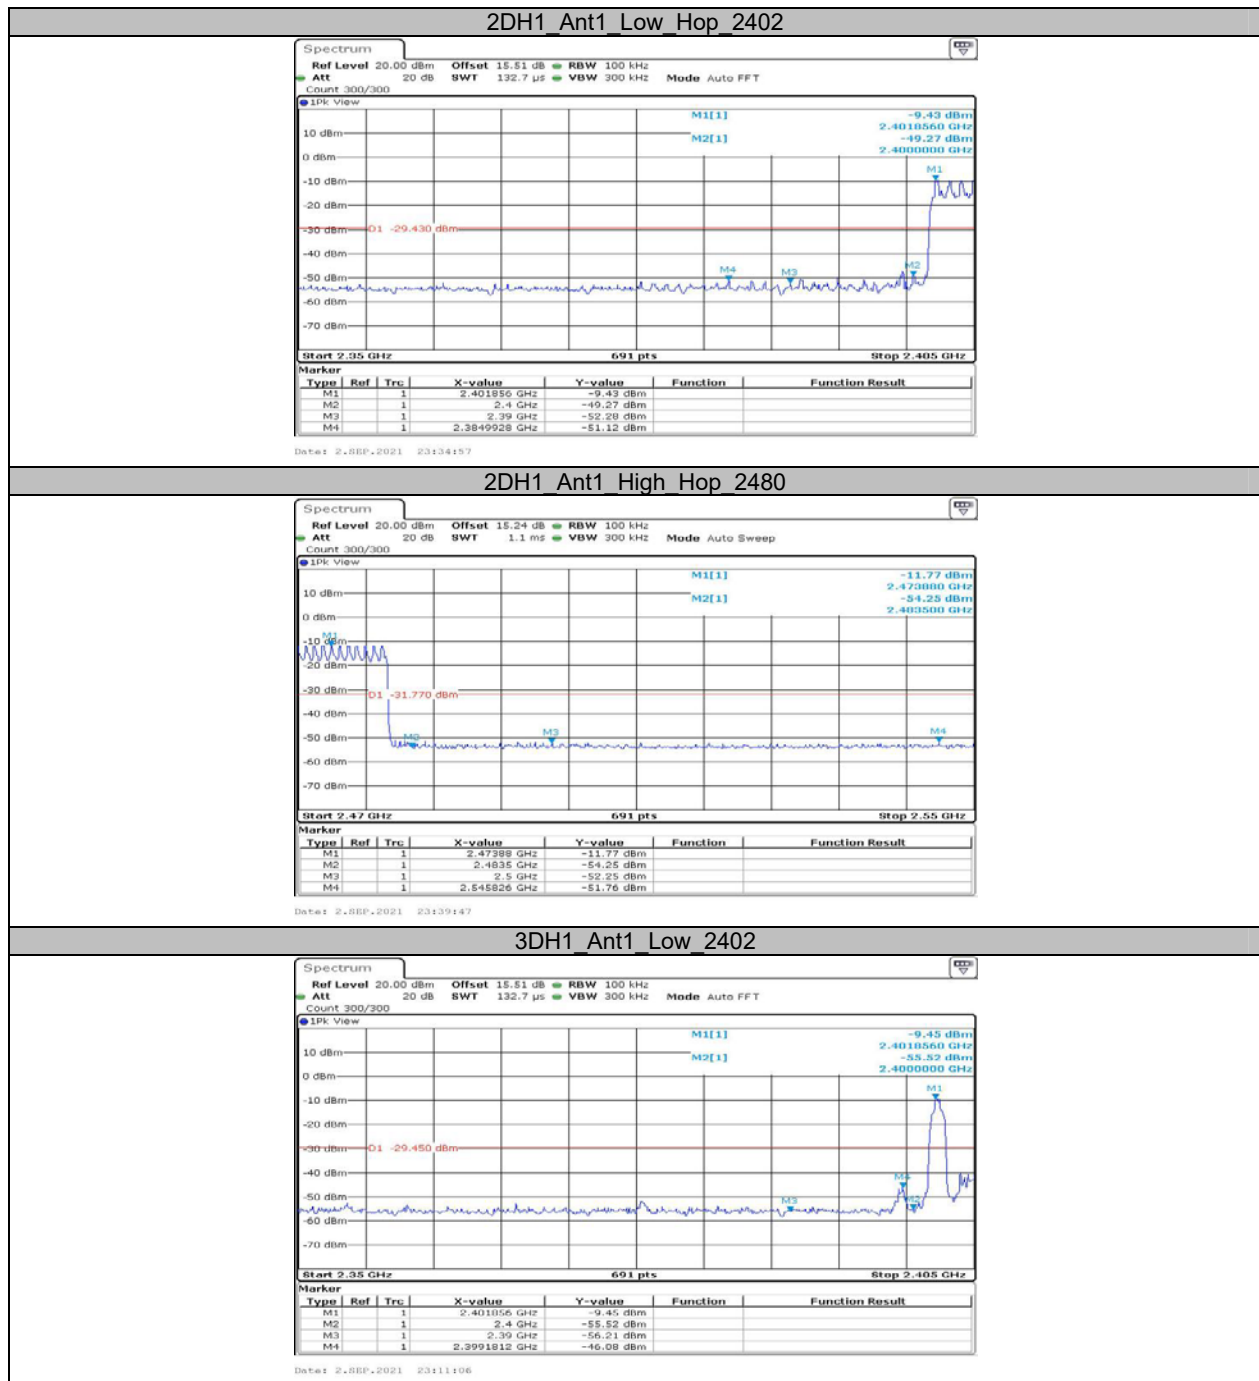 2DH1_Ant1_Low_Hop_2402
Spectrum
Ref Level 20.00 dBm Offset 15.51 dB RBW 100 kHz
Att 20 dB SWT 132.7 µs VBW 300 kHz Mode Auto FFT
Count 300/300
1Pk View
M1[1] -9.43 dBm
2.4018560 GHz
M2[1] -49.27 dBm
2.4000000 GHz
10 dBm
0 dBm
M1
-10 dBm
-20 dBm
-30 dBm D1 -29.430 dBm
-40 dBm
M4 M3 M2
-50 dBm
-60 dBm
-70 dBm
Start 2.35 GHz 691 pts Stop 2.405 GHz
Marker
Type Ref Trc X-value Y-value Function Function Result
M1 1 2.401856 GHz -9.43 dBm
M2 1 2.4 GHz -49.27 dBm
M3 1 2.39 GHz -52.28 dBm
M4 1 2.3849928 GHz -51.12 dBm
Date: 2.SEP.2021 23:34:57
2DH1_Ant1_High_Hop_2480
Spectrum
Ref Level 20.00 dBm Offset 15.24 dB RBW 100 kHz
Att 20 dB SWT 1.1 ms VBW 300 kHz Mode Auto Sweep
Count 300/300
1Pk View
M1[1] -11.77 dBm
2.473880 GHz
M2[1] -54.25 dBm
2.483500 GHz
10 dBm
0 dBm
M1
-10 dBm
-20 dBm
-30 dBm D1 -31.770 dBm
-40 dBm
M2 M3 M4
-50 dBm
-60 dBm
-70 dBm
Start 2.47 GHz 691 pts Stop 2.55 GHz
Marker
Type Ref Trc X-value Y-value Function Function Result
M1 1 2.47388 GHz -11.77 dBm
M2 1 2.4835 GHz -54.25 dBm
M3 1 2.5 GHz -52.25 dBm
M4 1 2.545826 GHz -51.76 dBm
Date: 2.SEP.2021 23:39:47
3DH1_Ant1_Low_2402
Spectrum
Ref Level 20.00 dBm Offset 15.51 dB RBW 100 kHz
Att 20 dB SWT 132.7 µs VBW 300 kHz Mode Auto FFT
Count 300/300
1Pk View
M1[1] -9.45 dBm
2.4018560 GHz
M2[1] -55.52 dBm
2.4000000 GHz
10 dBm
0 dBm
M1
-10 dBm
-20 dBm
-30 dBm D1 -29.450 dBm
-40 dBm
M4
-50 dBm
M3 M2
-60 dBm
-70 dBm
Start 2.35 GHz 691 pts Stop 2.405 GHz
Marker
Type Ref Trc X-value Y-value Function Function Result
M1 1 2.401856 GHz -9.45 dBm
M2 1 2.4 GHz -55.52 dBm
M3 1 2.39 GHz -56.21 dBm
M4 1 2.3991812 GHz -46.08 dBm
Date: 2.SEP.2021 23:11:06